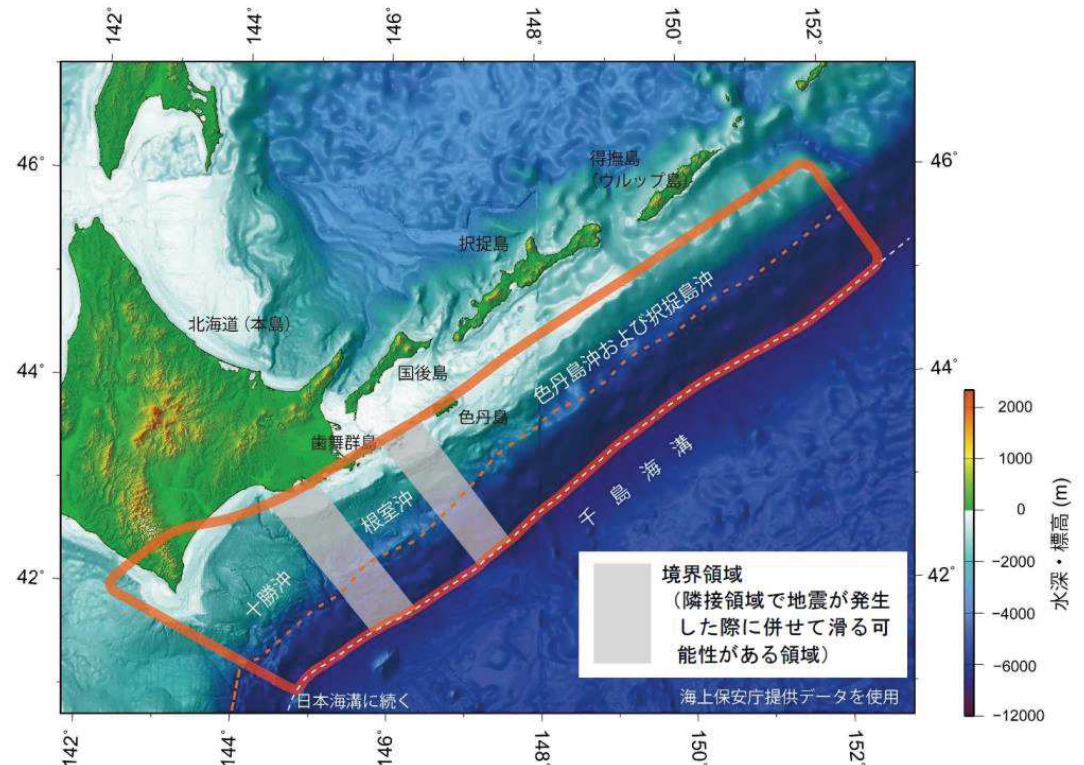 142°
144°
146°
148°
150°
152°
46°
46°
得撫島
(ウルップ島)
択捉島
北海道(本島)
色丹島沖および択捉島沖
44°
国後島
44°
色丹島
歯舞群島
千島海溝
根室沖
十勝沖
42°
42°
境界領域
(隣接領域で地震が発生
した際に併せて滑る可
能性がある領域)
日本海溝に続く
海上保安庁提供データを使用
142°
144°
146°
148°
150°
152°
2000
1000
0
−2000
−4000
−6000
−12000
水深・標高 (m)